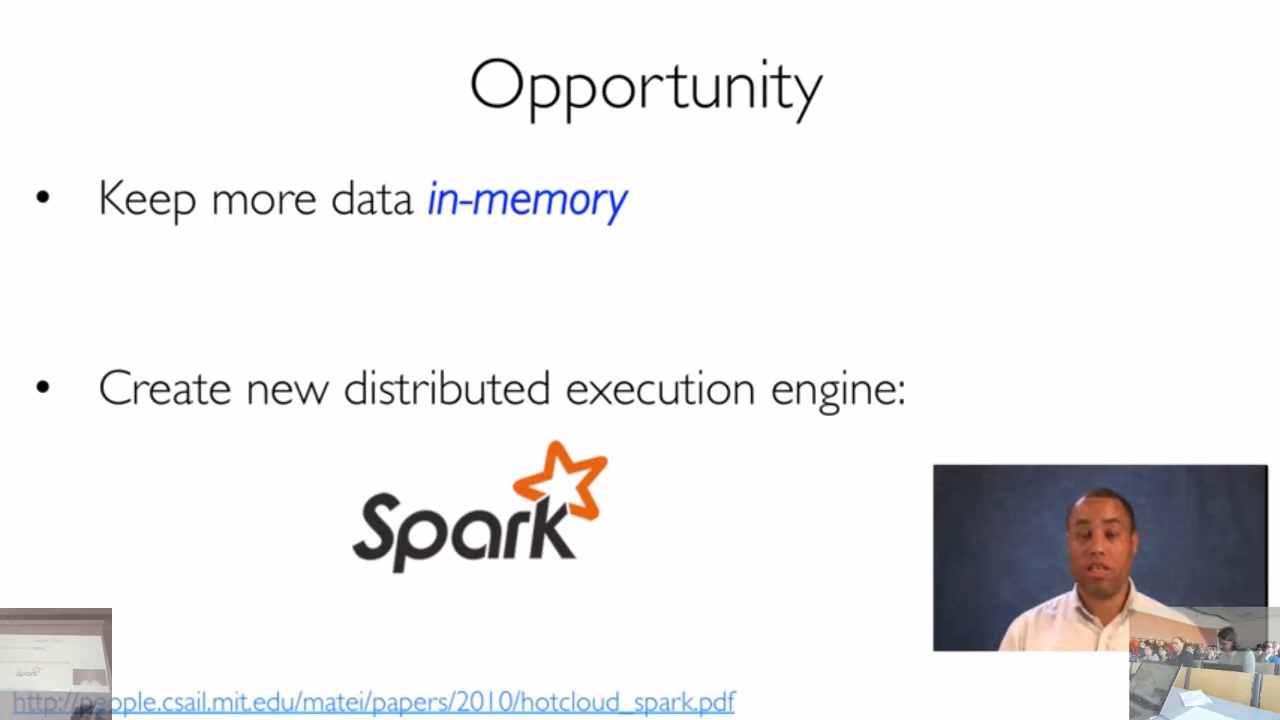 Opportunity
• Keep more data in-memory
• Create new distributed execution engine:
Spark
Spark
http://people.csail.mit.edu/matei/papers/2010/hotcloud_spark.pdf